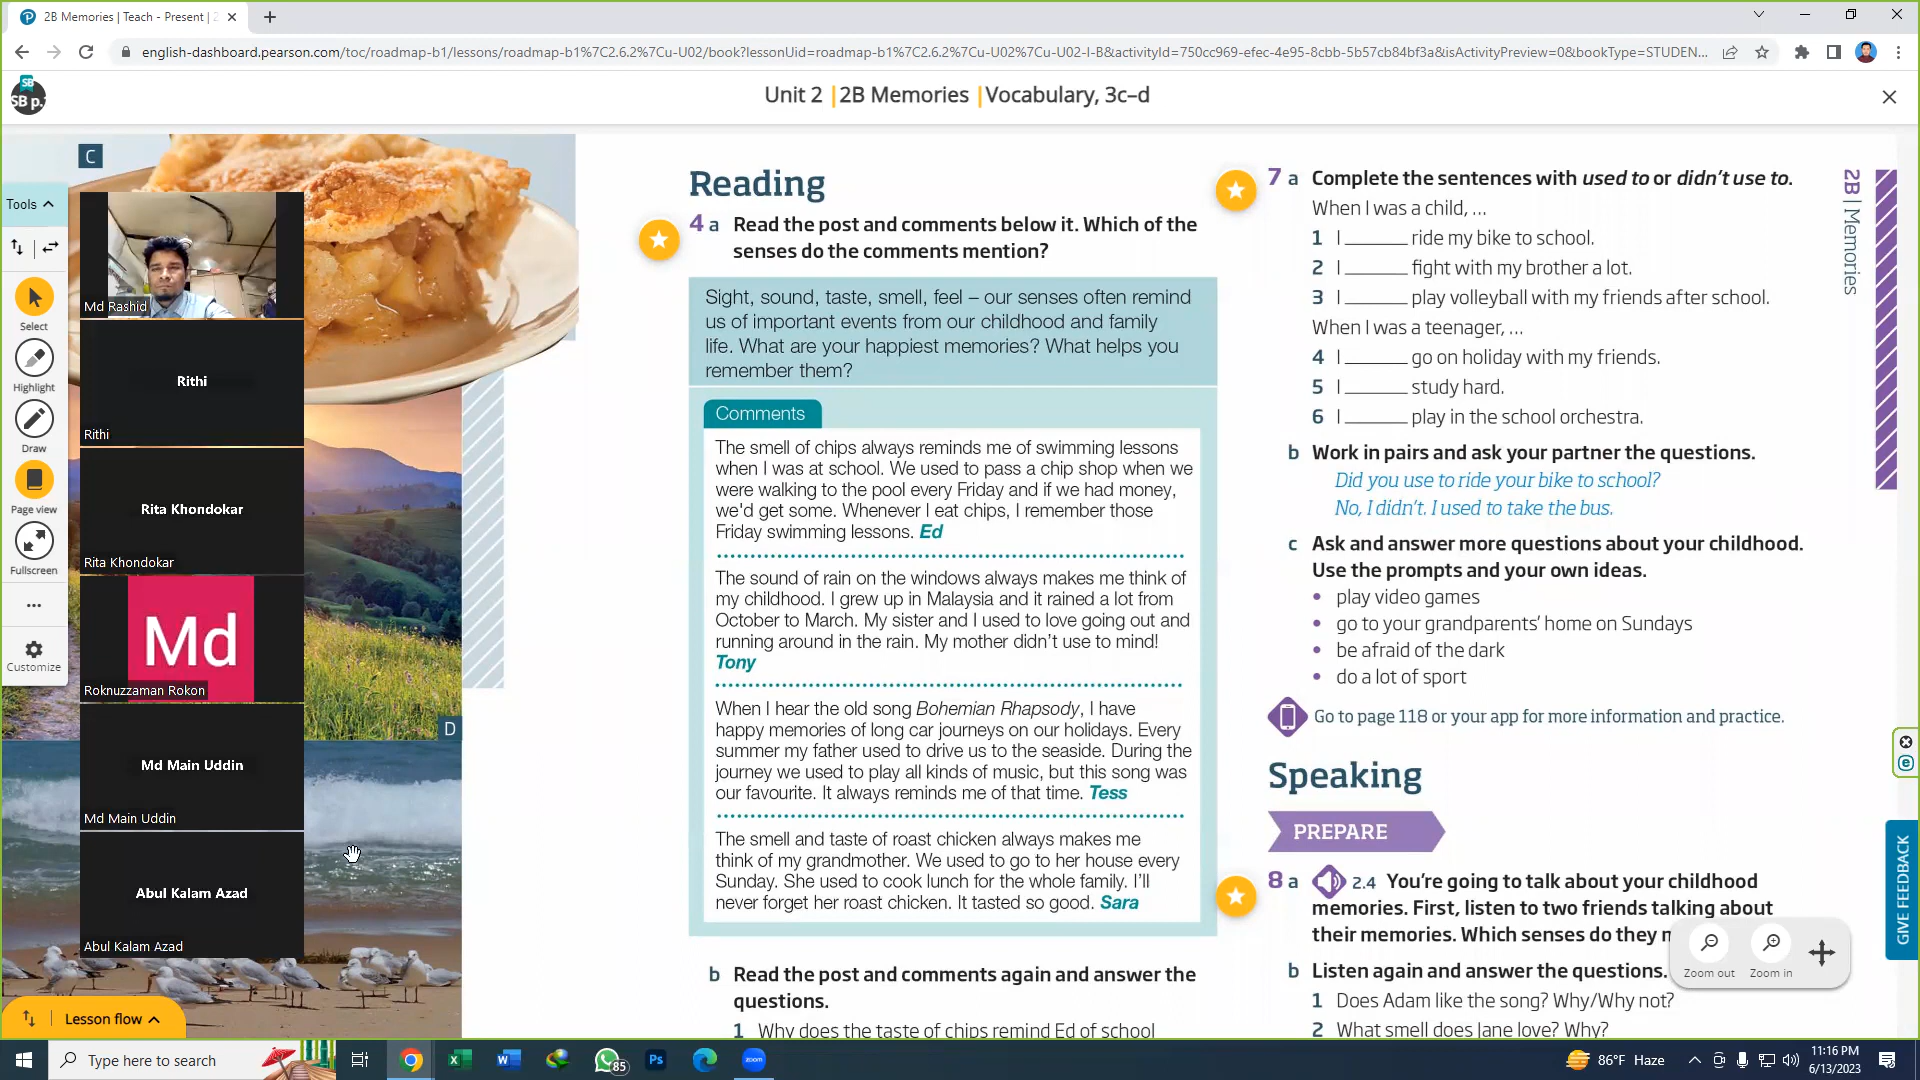 2B Memories | Teach - Present | 2
english-dashboard.pearson.com/toc/roadmap-b1/lessons/roadmap-b1%7C2.6.2%7Cu-U02/book?lessonUid=roadmap-b1%7C2.6.2%7Cu-U02%7Cu-U02-I-B&activityId=750cc969-efec-4e95-8cbb-5b57cb84bf3a&isActivityPreview=0&bookType=STUDEN...
SB
SB p.
Unit 2 | 2B Memories | Vocabulary, 3c–d
C
Tools
Select
Highlight
Draw
Page view
Fullscreen
Customize
Md Rashid
Rithi
Rithi
Rita Khondokar
Rita Khondokar
Md
Roknuzzaman Rokon
Md Main Uddin
Md Main Uddin
Abul Kalam Azad
Abul Kalam Azad
D
Lesson flow
Reading
4 a Read the post and comments below it. Which of the
senses do the comments mention?
Sight, sound, taste, smell, feel – our senses often remind
us of important events from our childhood and family
life. What are your happiest memories? What helps you
remember them?
Comments
The smell of chips always reminds me of swimming lessons
when I was at school. We used to pass a chip shop when we
were walking to the pool every Friday and if we had money,
we'd get some. Whenever I eat chips, I remember those
Friday swimming lessons. Ed
The sound of rain on the windows always makes me think of
my childhood. I grew up in Malaysia and it rained a lot from
October to March. My sister and I used to love going out and
running around in the rain. My mother didn't use to mind!
Tony
When I hear the old song Bohemian Rhapsody, I have
happy memories of long car journeys on our holidays. Every
summer my father used to drive us to the seaside. During the
journey we used to play all kinds of music, but this song was
our favourite. It always reminds me of that time. Tess
The smell and taste of roast chicken always makes me
think of my grandmother. We used to go to her house every
Sunday. She used to cook lunch for the whole family. I'll
never forget her roast chicken. It tasted so good. Sara
b Read the post and comments again and answer the
questions.
1 Why does the taste of chips remind Ed of school
7 a Complete the sentences with used to or didn't use to.
When I was a child, ...
1 I ______ ride my bike to school.
2 I ______ fight with my brother a lot.
3 I ______ play volleyball with my friends after school.
When I was a teenager, ...
4 I ______ go on holiday with my friends.
5 I ______ study hard.
6 I ______ play in the school orchestra.
b Work in pairs and ask your partner the questions.
Did you use to ride your bike to school?
No, I didn't. I used to take the bus.
c Ask and answer more questions about your childhood.
Use the prompts and your own ideas.
• play video games
• go to your grandparents' home on Sundays
• be afraid of the dark
• do a lot of sport
Go to page 118 or your app for more information and practice.
Speaking
PREPARE
8 a 2.4 You're going to talk about your childhood
memories. First, listen to two friends talking about
their memories. Which senses do they
b Listen again and answer the questions.
1 Does Adam like the song? Why/Why not?
2 What smell does Jane love? Why?
2B | Memories
GIVE FEEDBACK
Zoom out
Zoom in
Type here to search
85
Ps
zoom
86°F Haze
11:16 PM
6/13/2023